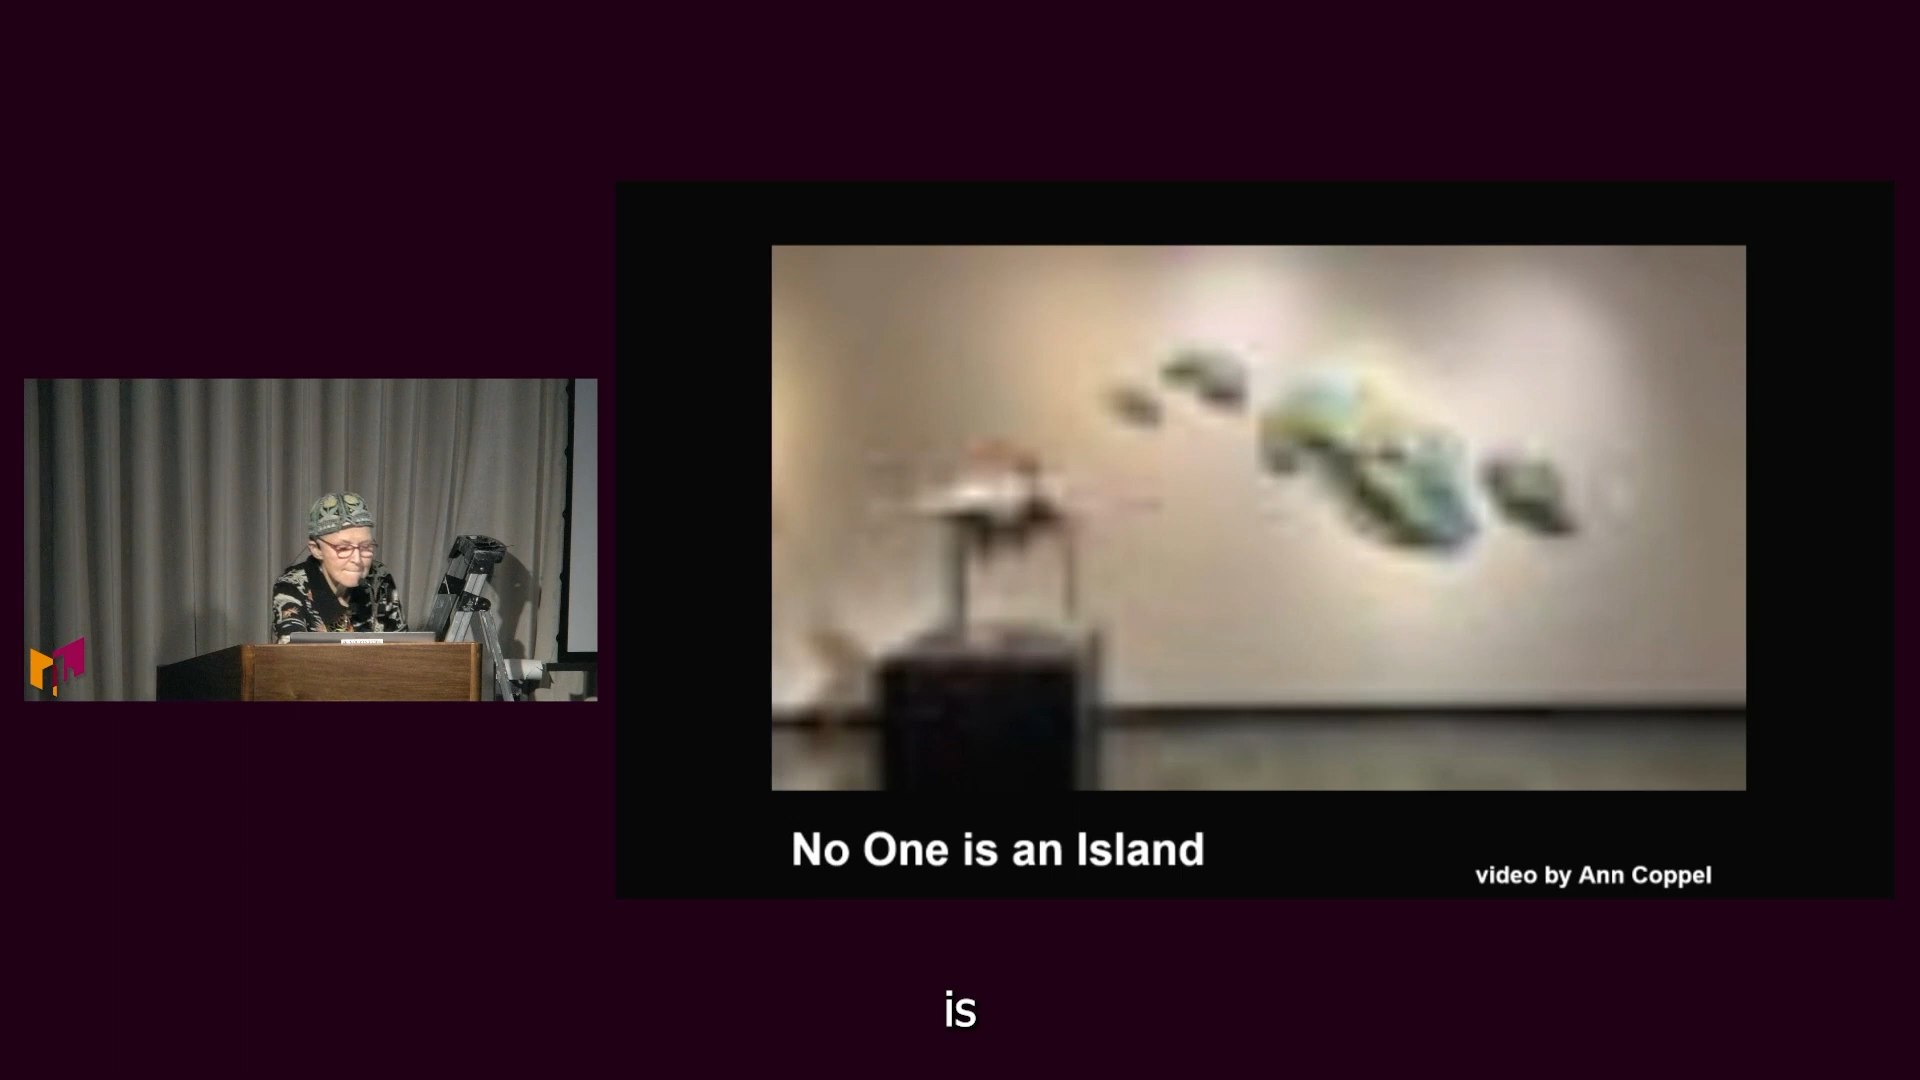 No One is an Island
video by Ann Coppel
is